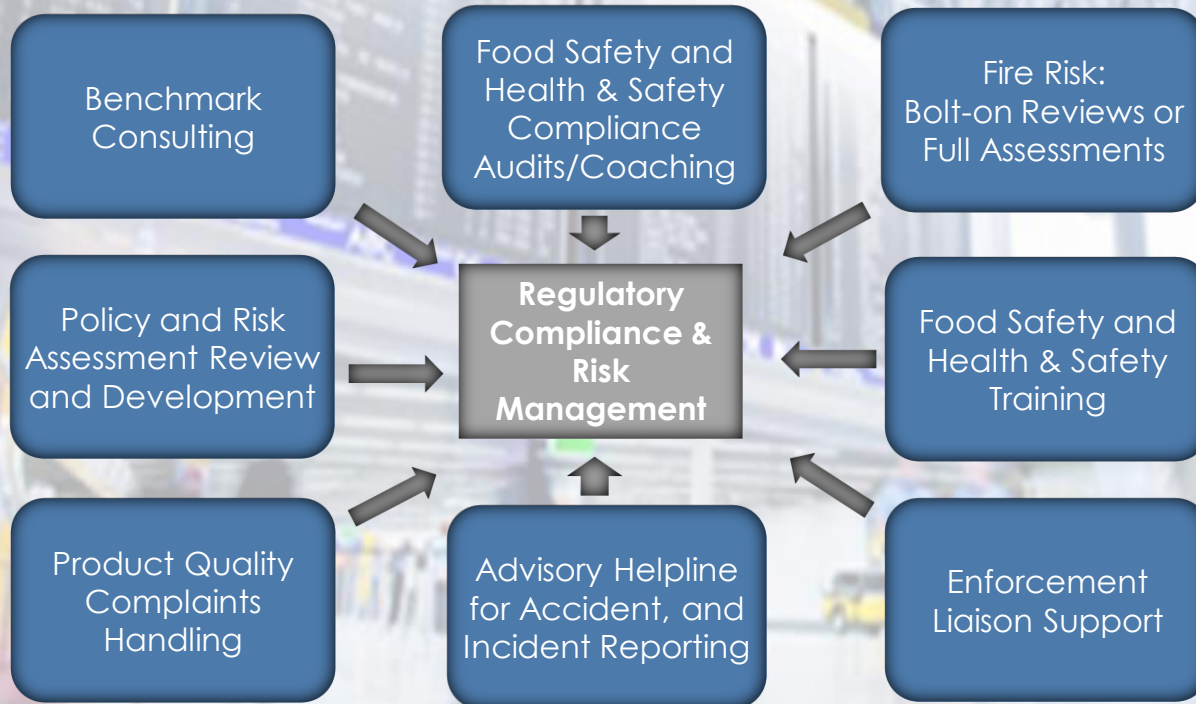 Benchmark
Consulting
Food Safety and
Health & Safety
Compliance
Audits/Coaching
Fire Risk:
Bolt-on Reviews or
Full Assessments
Policy and Risk
Assessment Review
and Development
Regulatory
Compliance &
Risk
Management
Food Safety and
Health & Safety
Training
Product Quality
Complaints
Handling
Advisory Helpline
for Accident, and
Incident Reporting
Enforcement
Liaison Support